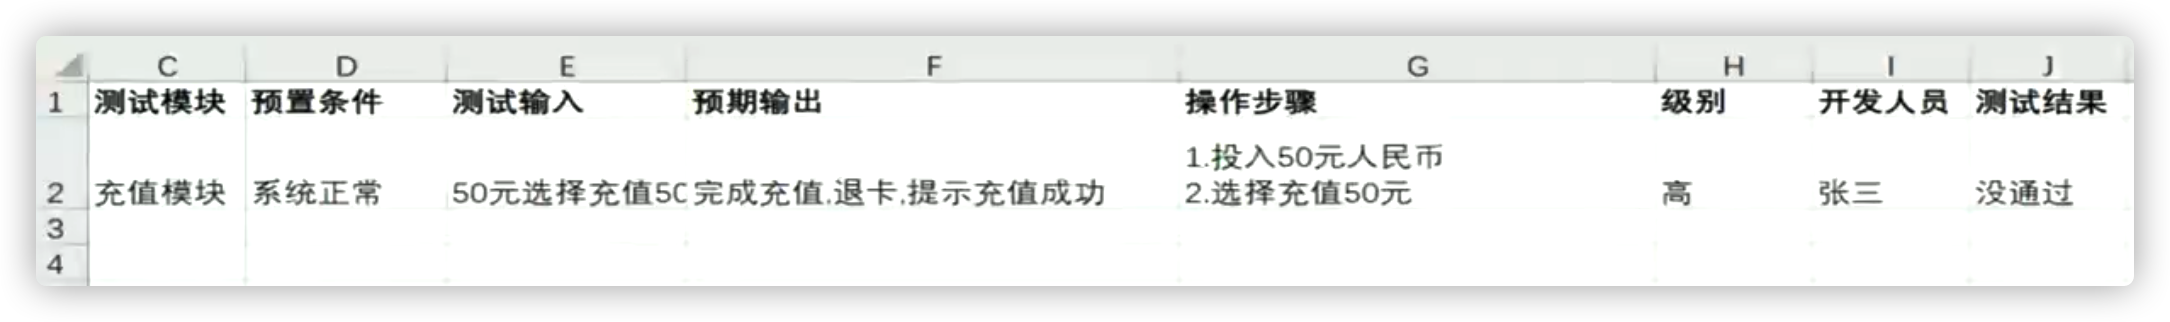 C D E F G H I J
1 测试模块 预置条件 测试输入 预期输出 操作步骤 级别 开发人员 测试结果
1.投入50元人民币
2 充值模块 系统正常 50元选择充值50 完成充值,退卡,提示充值成功 2.选择充值50元 高 张三 没通过
3
4